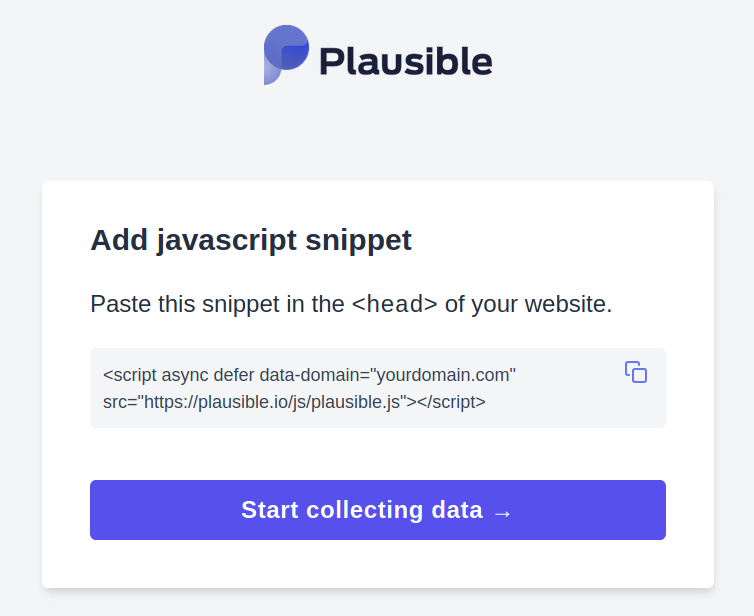 Plausible
Add javascript snippet
Paste this snippet in the <head> of your website.
<script async defer data-domain="yourdomain.com"
src="https://plausible.io/js/plausible.js"></script>
Start collecting data →